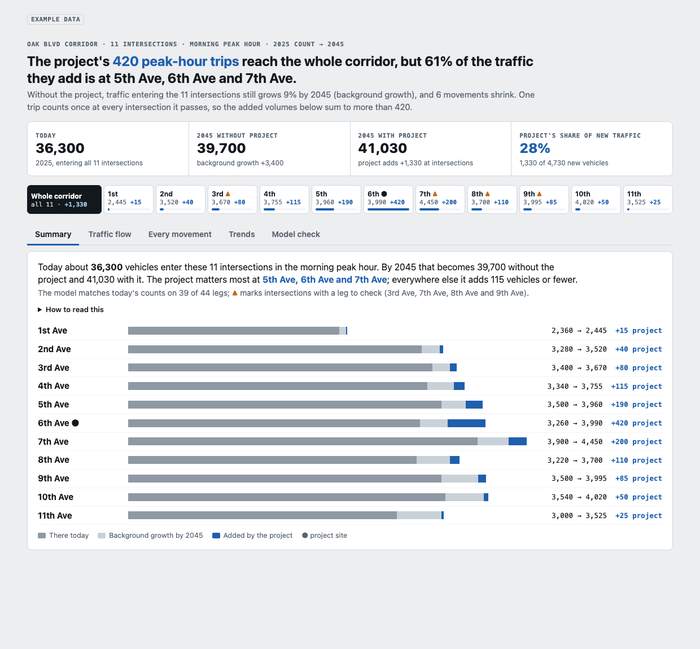 EXAMPLE DATA
OAK BLVD CORRIDOR · 11 INTERSECTIONS · MORNING PEAK HOUR · 2025 COUNT → 2045
The project's 420 peak-hour trips reach the whole corridor, but 61% of the traffic
they add is at 5th Ave, 6th Ave and 7th Ave.
Without the project, traffic entering the 11 intersections still grows 9% by 2045 (background growth), and 6 movements shrink. One
trip counts once at every intersection it passes, so the added volumes below sum to more than 420.
TODAY
36,300
2025, entering all 11 intersections
2045 WITHOUT PROJECT
39,700
background growth +3,400
2045 WITH PROJECT
41,030
project adds +1,330 at intersections
PROJECT'S SHARE OF NEW TRAFFIC
28%
1,330 of 4,730 new vehicles
Whole corridor
all 11 · +1,330
1st
2,445 +15
2nd
3,520 +40
3rd ▲
3,670 +80
4th
3,755 +115
5th
3,960 +190
6th ●
3,990 +420
7th ▲
4,450 +200
8th ▲
3,700 +110
9th ▲
3,995 +85
10th
4,020 +50
11th
3,525 +25
Summary Traffic flow Every movement Trends Model check
Today about 36,300 vehicles enter these 11 intersections in the morning peak hour. By 2045 that becomes 39,700 without the
project and 41,030 with it. The project matters most at 5th Ave, 6th Ave and 7th Ave; everywhere else it adds 115 vehicles or fewer.
The model matches today's counts on 39 of 44 legs; ▲ marks intersections with a leg to check (3rd Ave, 7th Ave, 8th Ave and 9th Ave).
▶ How to read this
1st Ave 2,360 → 2,445 +15 project
2nd Ave 3,280 → 3,520 +40 project
3rd Ave 3,400 → 3,670 +80 project
4th Ave 3,340 → 3,755 +115 project
5th Ave 3,500 → 3,960 +190 project
6th Ave ● 3,260 → 3,990 +420 project
7th Ave 3,900 → 4,450 +200 project
8th Ave 3,220 → 3,700 +110 project
9th Ave 3,500 → 3,995 +85 project
10th Ave 3,540 → 4,020 +50 project
11th Ave 3,000 → 3,525 +25 project
There today Background growth by 2045 Added by the project ● project site